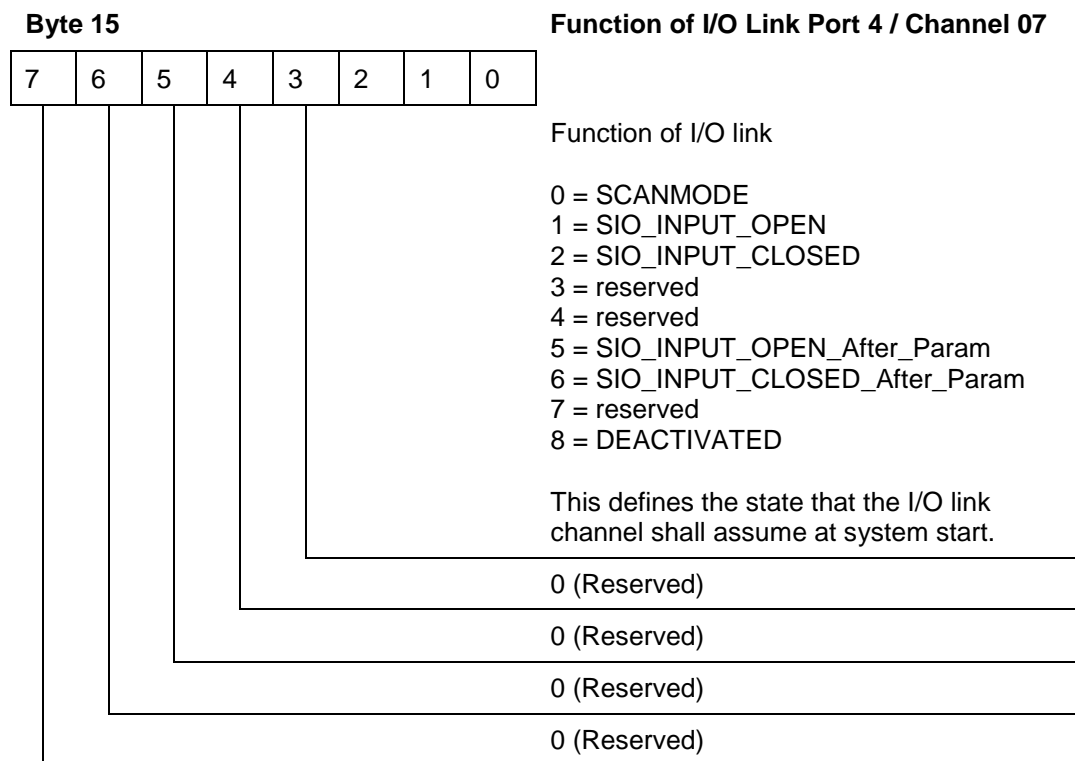 Byte 15
Function of I/O Link Port 4 / Channel 07
7 6 5 4 3 2 1 0
Function of I/O link
0 = SCANMODE
1 = SIO_INPUT_OPEN
2 = SIO_INPUT_CLOSED
3 = reserved
4 = reserved
5 = SIO_INPUT_OPEN_After_Param
6 = SIO_INPUT_CLOSED_After_Param
7 = reserved
8 = DEACTIVATED
This defines the state that the I/O link
channel shall assume at system start.
0 (Reserved)
0 (Reserved)
0 (Reserved)
0 (Reserved)